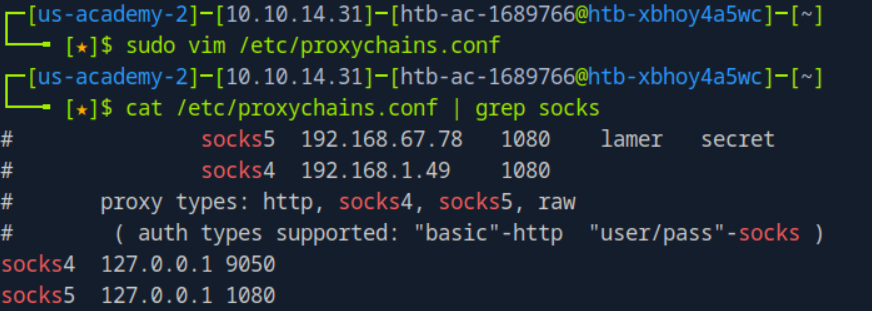 [us-academy-2]-[10.10.14.31]-[htb-ac-1689766@htb-xbhoy4a5wc]-[~]
[★]$ sudo vim /etc/proxychains.conf
[us-academy-2]-[10.10.14.31]-[htb-ac-1689766@htb-xbhoy4a5wc]-[~]
[★]$ cat /etc/proxychains.conf | grep socks
# socks5 192.168.67.78 1080 lamer secret
# socks4 192.168.1.49 1080
# proxy types: http, socks4, socks5, raw
# ( auth types supported: "basic"-http "user/pass"-socks )
socks4 127.0.0.1 9050
socks5 127.0.0.1 1080